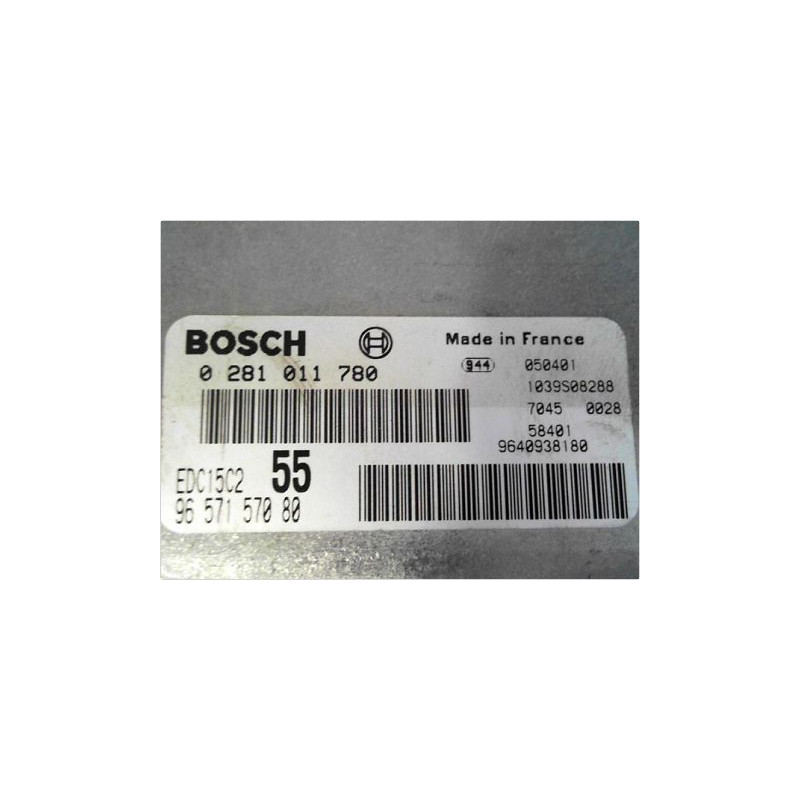 BOSCH
Made in France
0 281 011 780
944 050401
1039S08288
7045 0028
58401
9640938180
EDC15C2 55
96 571 570 80